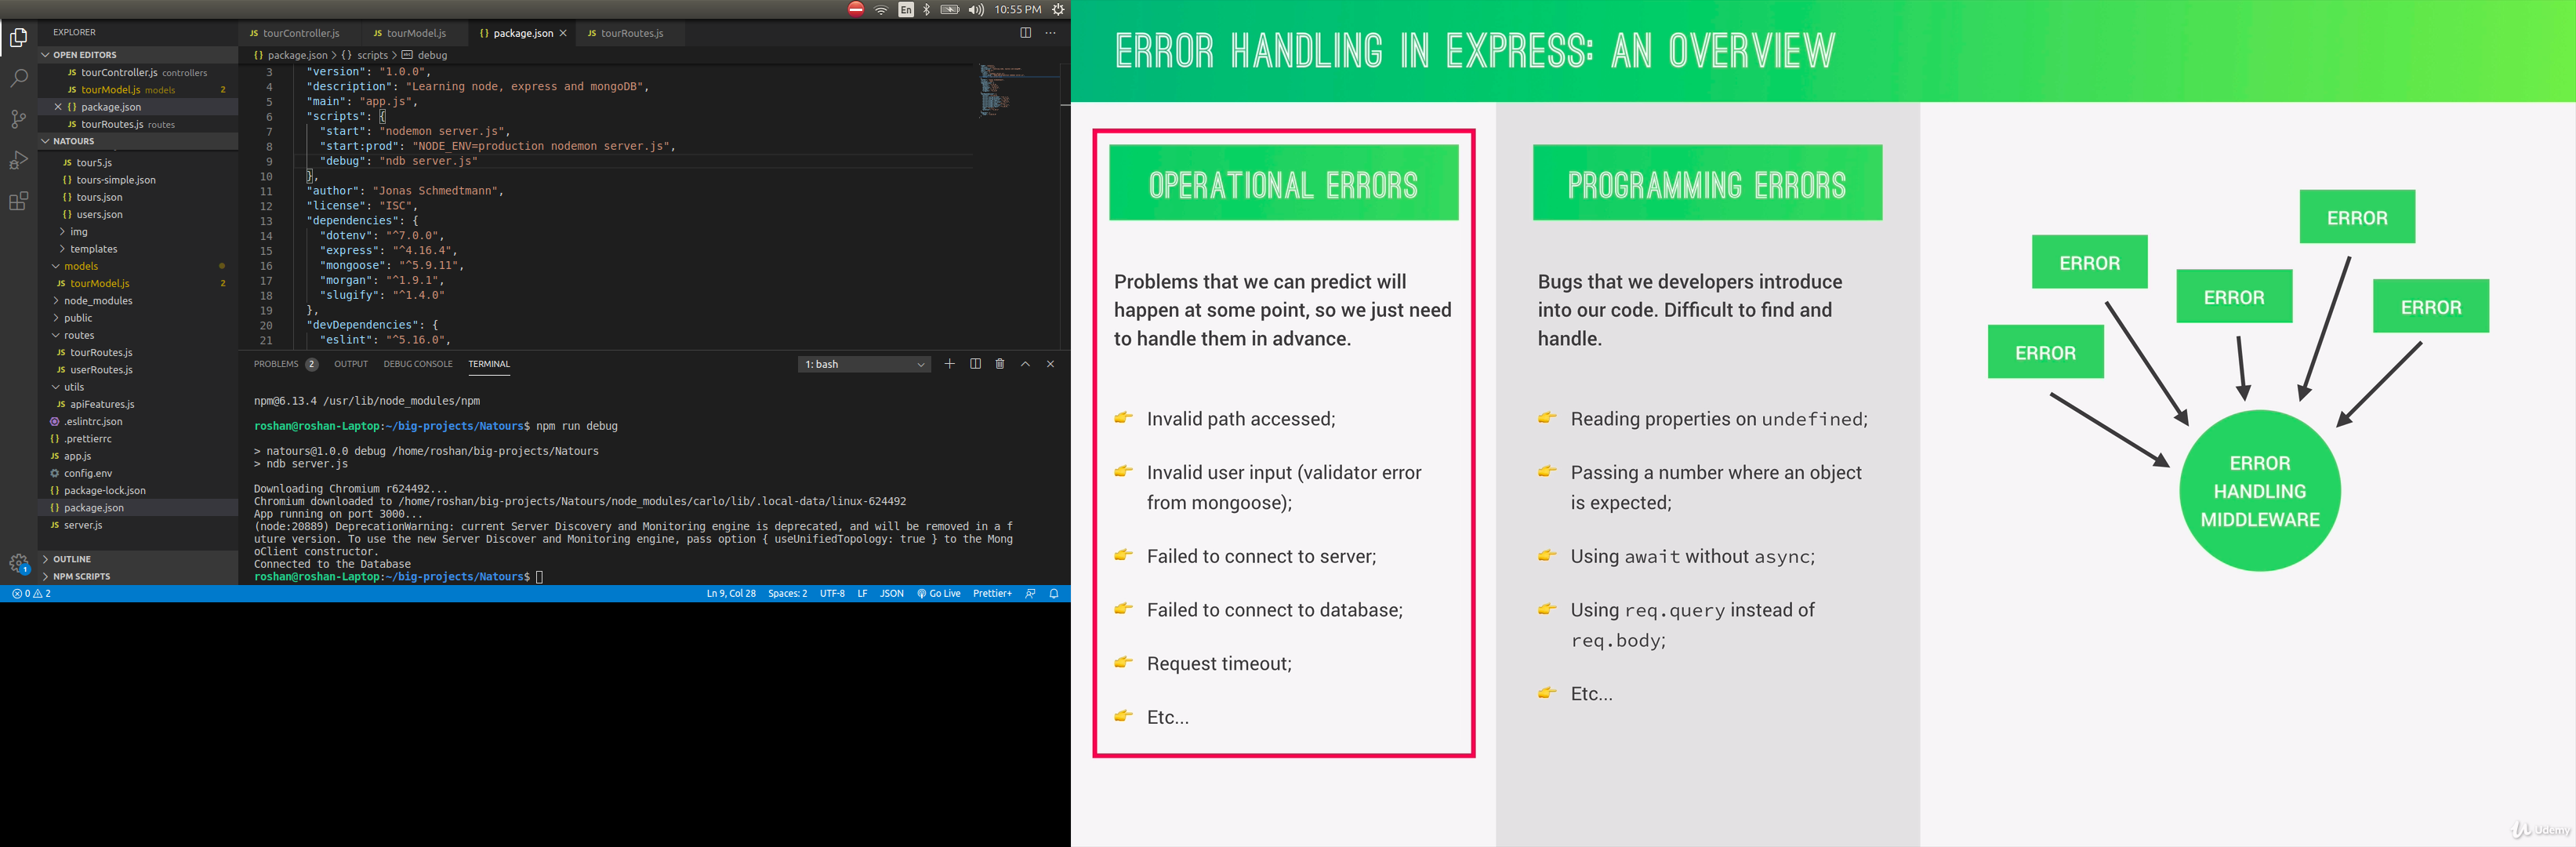 En
10:55 PM
EXPLORER
OPEN EDITORS
JS tourController.js controllers
JS tourModel.js models 2
{} package.json
JS tourRoutes.js routes
NATOURS
JS tour5.js
{} tours-simple.json
{} tours.json
{} users.json
img
templates
models
JS tourModel.js 2
node_modules
public
routes
JS tourRoutes.js
JS userRoutes.js
utils
JS apiFeatures.js
.eslintrc.json
{} .prettierrc
JS app.js
config.env
{} package-lock.json
{} package.json
JS server.js
OUTLINE
NPM SCRIPTS
1
JS tourController.js
JS tourModel.js
{} package.json
JS tourRoutes.js
{} package.json > {} scripts > debug
3 "version": "1.0.0",
4 "description": "Learning node, express and mongoDB",
5 "main": "app.js",
6 "scripts": {
7 "start": "nodemon server.js",
8 "start:prod": "NODE_ENV=production nodemon server.js",
9 "debug": "ndb server.js"
10 },
11 "author": "Jonas Schmedtmann",
12 "license": "ISC",
13 "dependencies": {
14 "dotenv": "^7.0.0",
15 "express": "^4.16.4",
16 "mongoose": "^5.9.11",
17 "morgan": "^1.9.1",
18 "slugify": "^1.4.0"
19 },
20 "devDependencies": {
21 "eslint": "^5.16.0",
PROBLEMS 2 OUTPUT DEBUG CONSOLE TERMINAL 1: bash
npm@6.13.4 /usr/lib/node_modules/npm
roshan@roshan-Laptop:~/big-projects/Natours$ npm run debug
> natours@1.0.0 debug /home/roshan/big-projects/Natours
> ndb server.js
Downloading Chromium r624492...
Chromium downloaded to /home/roshan/big-projects/Natours/node_modules/carlo/lib/.local-data/linux-624492
App running on port 3000...
(node:20889) DeprecationWarning: current Server Discovery and Monitoring engine is deprecated, and will be removed in a f
uture version. To use the new Server Discover and Monitoring engine, pass option { useUnifiedTopology: true } to the Mong
oClient constructor.
Connected to the Database
roshan@roshan-Laptop:~/big-projects/Natours$
0 2
Ln 9, Col 28 Spaces: 2 UTF-8 LF JSON Go Live Prettier+
ERROR HANDLING IN EXPRESS: AN OVERVIEW
OPERATIONAL ERRORS
Problems that we can predict will
happen at some point, so we just need
to handle them in advance.
👉 Invalid path accessed;
👉 Invalid user input (validator error
from mongoose);
👉 Failed to connect to server;
👉 Failed to connect to database;
👉 Request timeout;
👉 Etc...
PROGRAMMING ERRORS
Bugs that we developers introduce
into our code. Difficult to find and
handle.
👉 Reading properties on undefined;
👉 Passing a number where an object
is expected;
👉 Using await without async;
👉 Using req.query instead of
req.body;
👉 Etc...
ERROR
ERROR
ERROR
ERROR
ERROR
ERROR
HANDLING
MIDDLEWARE
Udemy